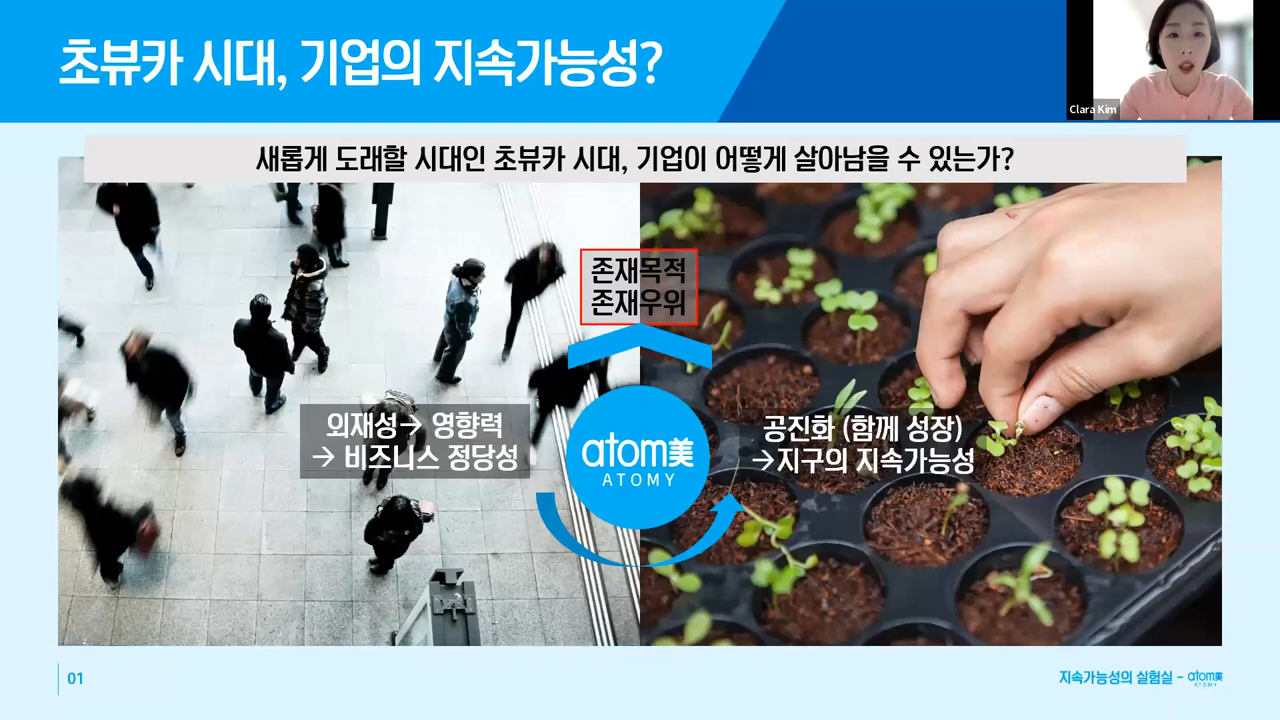 초뷰카 시대, 기업의 지속가능성?
Clara Kim
새롭게 도래할 시대인 초뷰카 시대, 기업이 어떻게 살아남을 수 있는가?
존재목적
존재우위
외재성→ 영향력
→ 비즈니스 정당성
atom美
ATOMY
공진화 (함께 성장)
→지구의 지속가능성
01
지속가능성의 실험실 - atom美
ATOMY